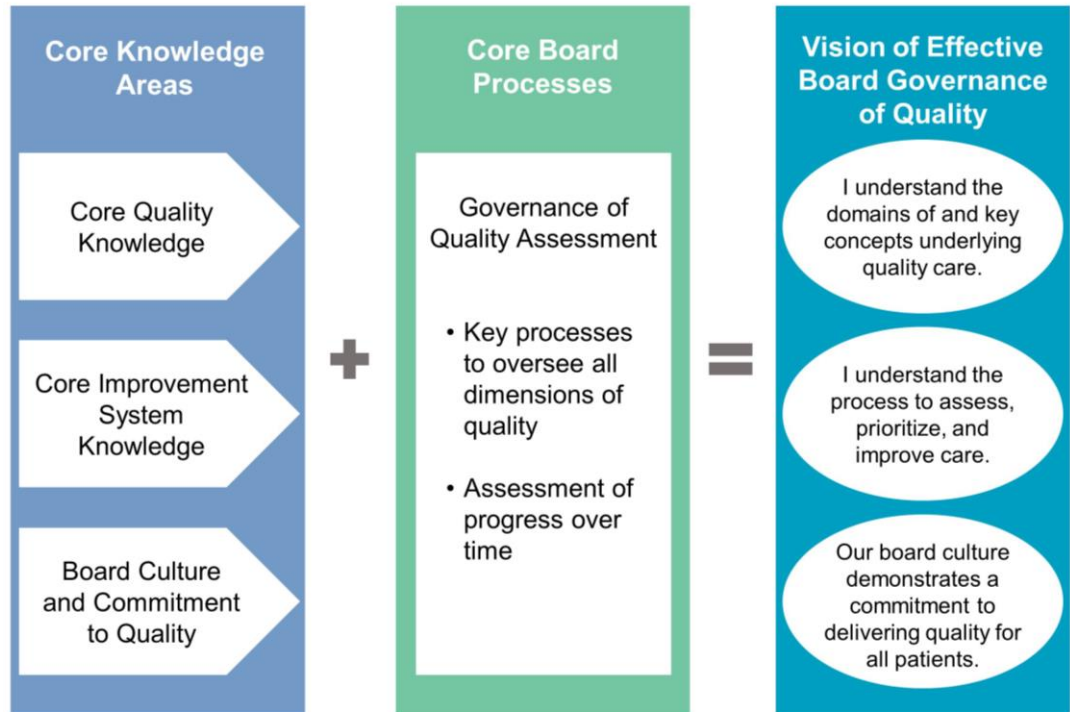 Core Knowledge
Areas
Core Quality
Knowledge
Core Improvement
System
Knowledge
Board Culture
and Commitment
to Quality
+
Core Board
Processes
Governance of
Quality Assessment
• Key processes
to oversee all
dimensions of
quality
• Assessment of
progress over
time
=
Vision of Effective
Board Governance
of Quality
I understand the
domains of and key
concepts underlying
quality care.
I understand the
process to assess,
prioritize, and
improve care.
Our board culture
demonstrates a
commitment to
delivering quality for
all patients.